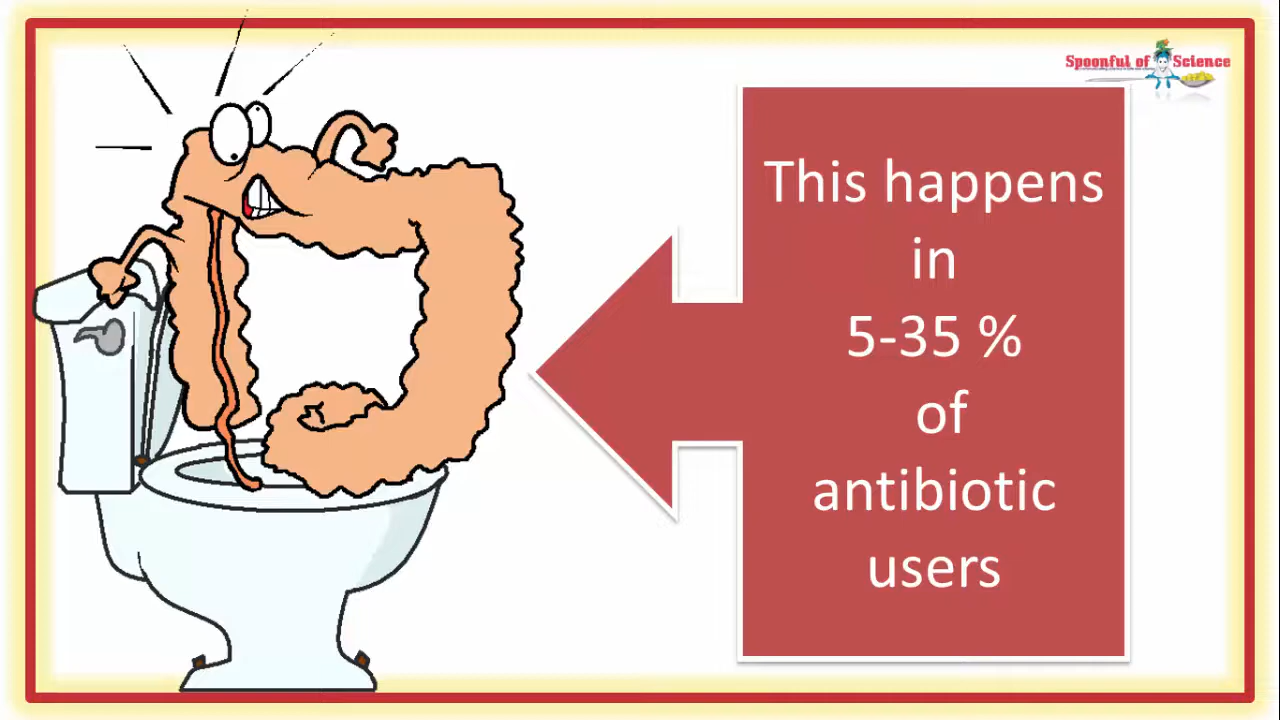 Spoonful of Science
This happens
in
5-35 %
of
antibiotic
users